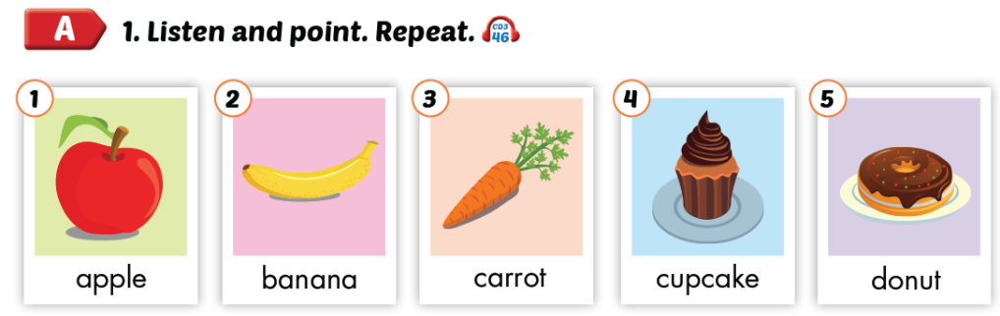 A 1. Listen and point. Repeat. CD3 46
1 2 3 4 5
apple banana carrot cupcake donut